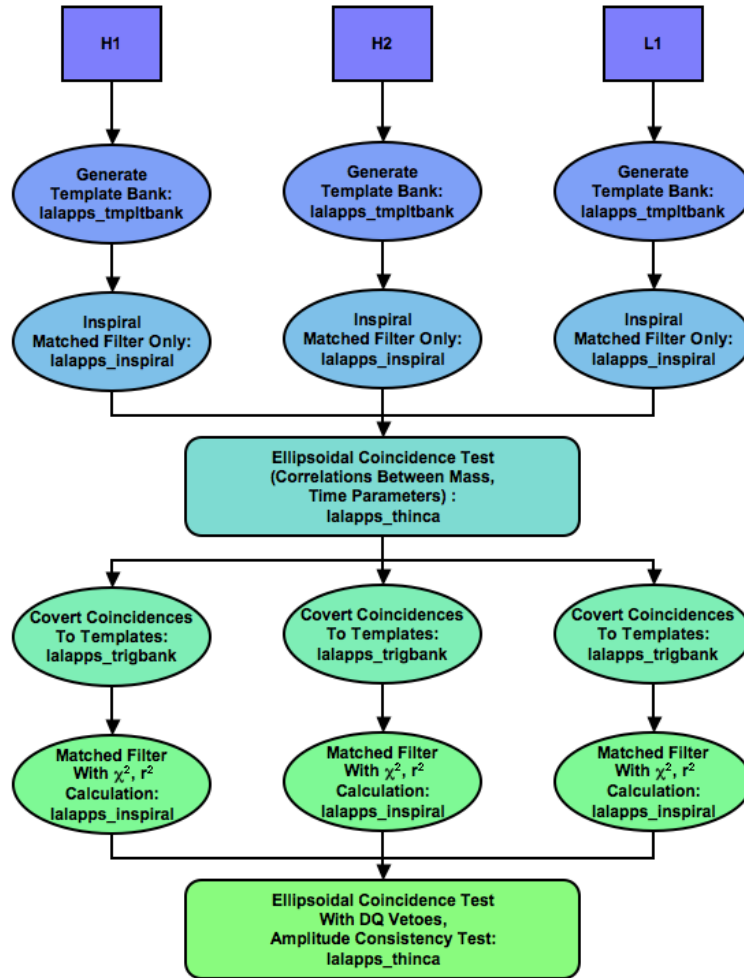 H1
H2
L1
Generate
Template Bank:
lalapps_tmpltbank
Generate
Template Bank:
lalapps_tmpltbank
Generate
Template Bank:
lalapps_tmpltbank
Inspiral
Matched Filter Only:
lalapps_inspiral
Inspiral
Matched Filter Only:
lalapps_inspiral
Inspiral
Matched Filter Only:
lalapps_inspiral
Ellipsoidal Coincidence Test
(Correlations Between Mass,
Time Parameters) :
lalapps_thinca
Covert Coincidences
To Templates:
lalapps_trigbank
Covert Coincidences
To Templates:
lalapps_trigbank
Covert Coincidences
To Templates:
lalapps_trigbank
Matched Filter
With χ², r²
Calculation:
lalapps_inspiral
Matched Filter
With χ², r²
Calculation:
lalapps_inspiral
Matched Filter
With χ², r²
Calculation:
lalapps_inspiral
Ellipsoidal Coincidence Test
With DQ Vetoes,
Amplitude Consistency Test:
lalapps_thinca